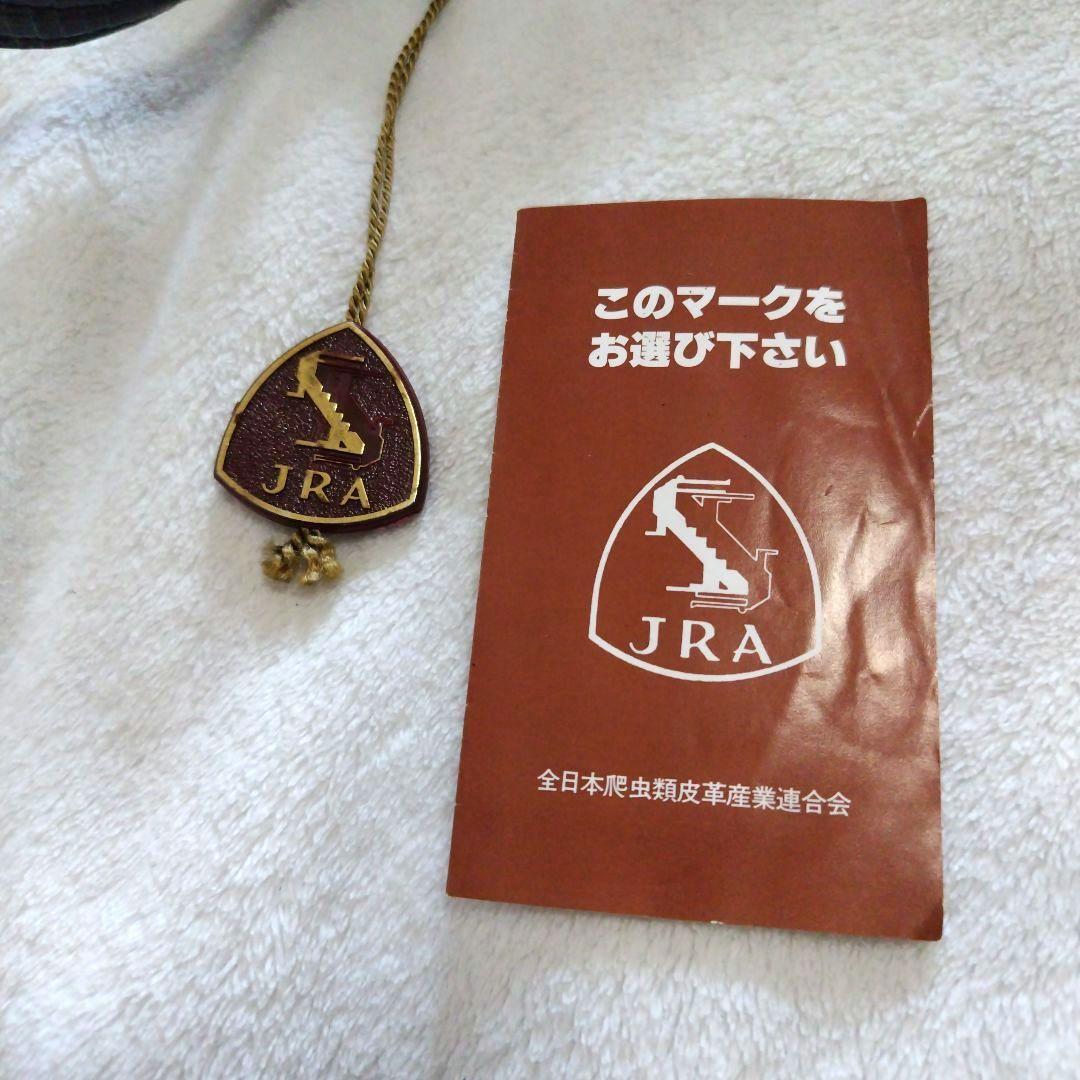 JRA
このマークを
お選び下さい
JRA
全日本爬虫類皮革産業連合会